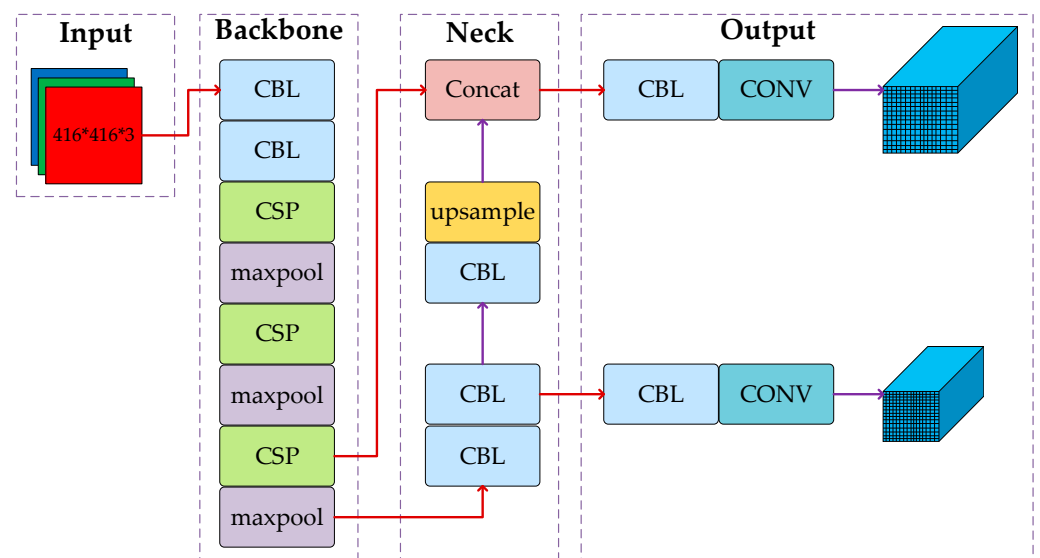 Input
416*416*3
Backbone
CBL
CBL
CSP
maxpool
CSP
maxpool
CSP
maxpool
Neck
Concat
upsample
CBL
CBL
CBL
Output
CBL
CONV
CBL
CONV